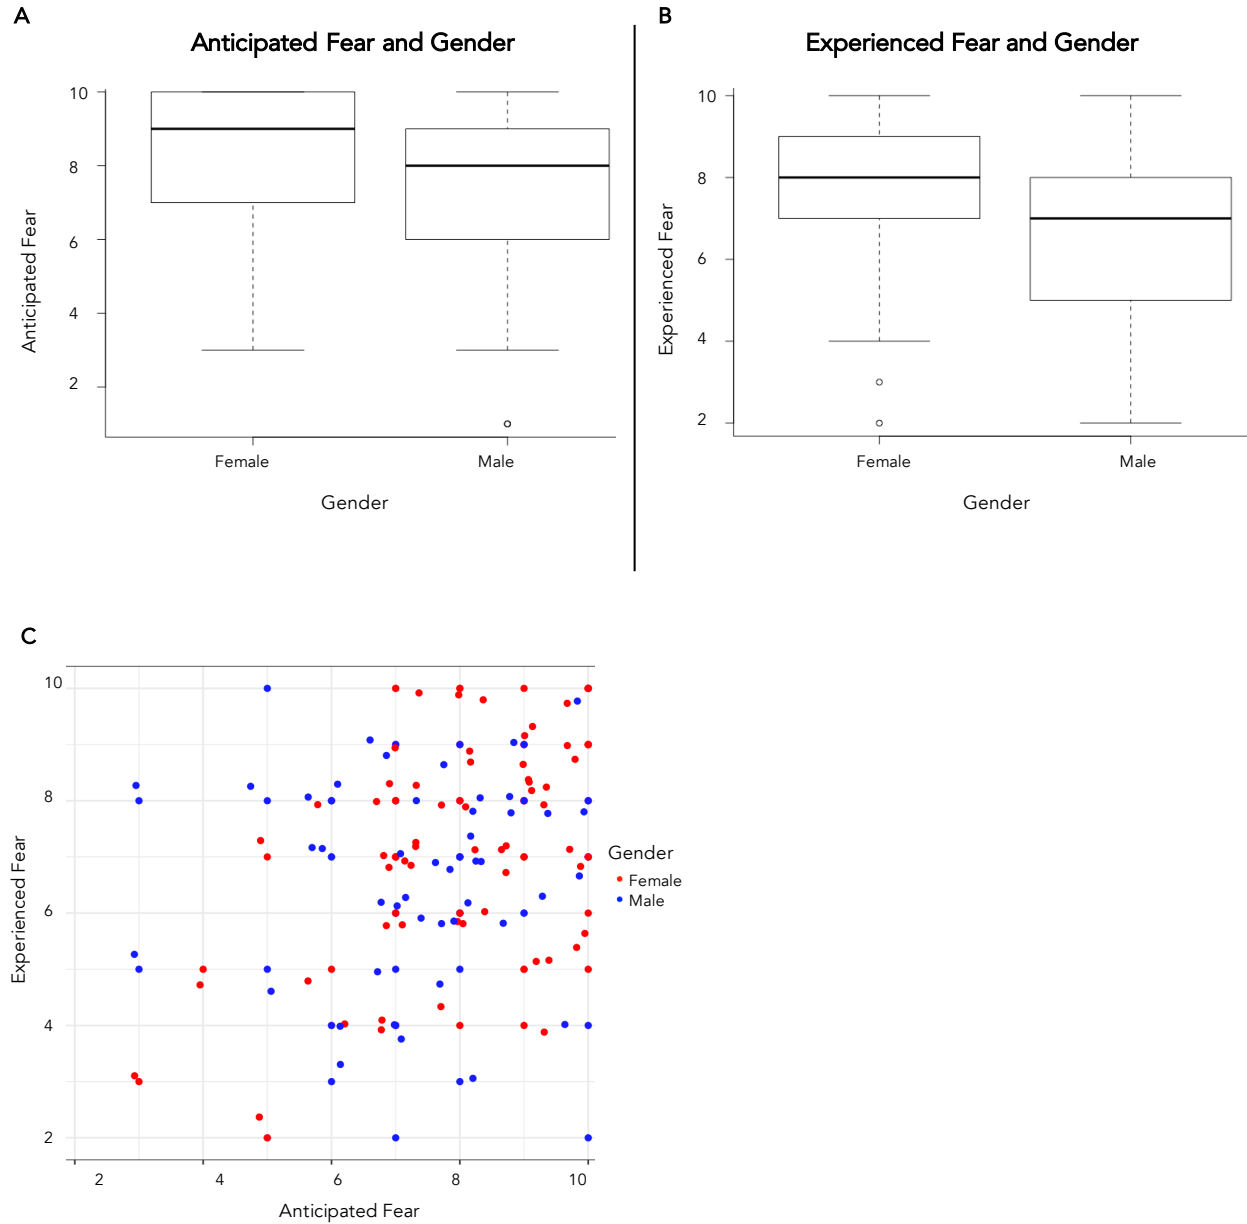 A
Anticipated Fear and Gender
10
8
6
4
2
Anticipated Fear
Female
Male
Gender
B
Experienced Fear and Gender
10
8
6
4
2
Experienced Fear
Female
Male
Gender
C
10
8
6
4
2
Experienced Fear
2
4
6
8
10
Anticipated Fear
Gender
Female
Male